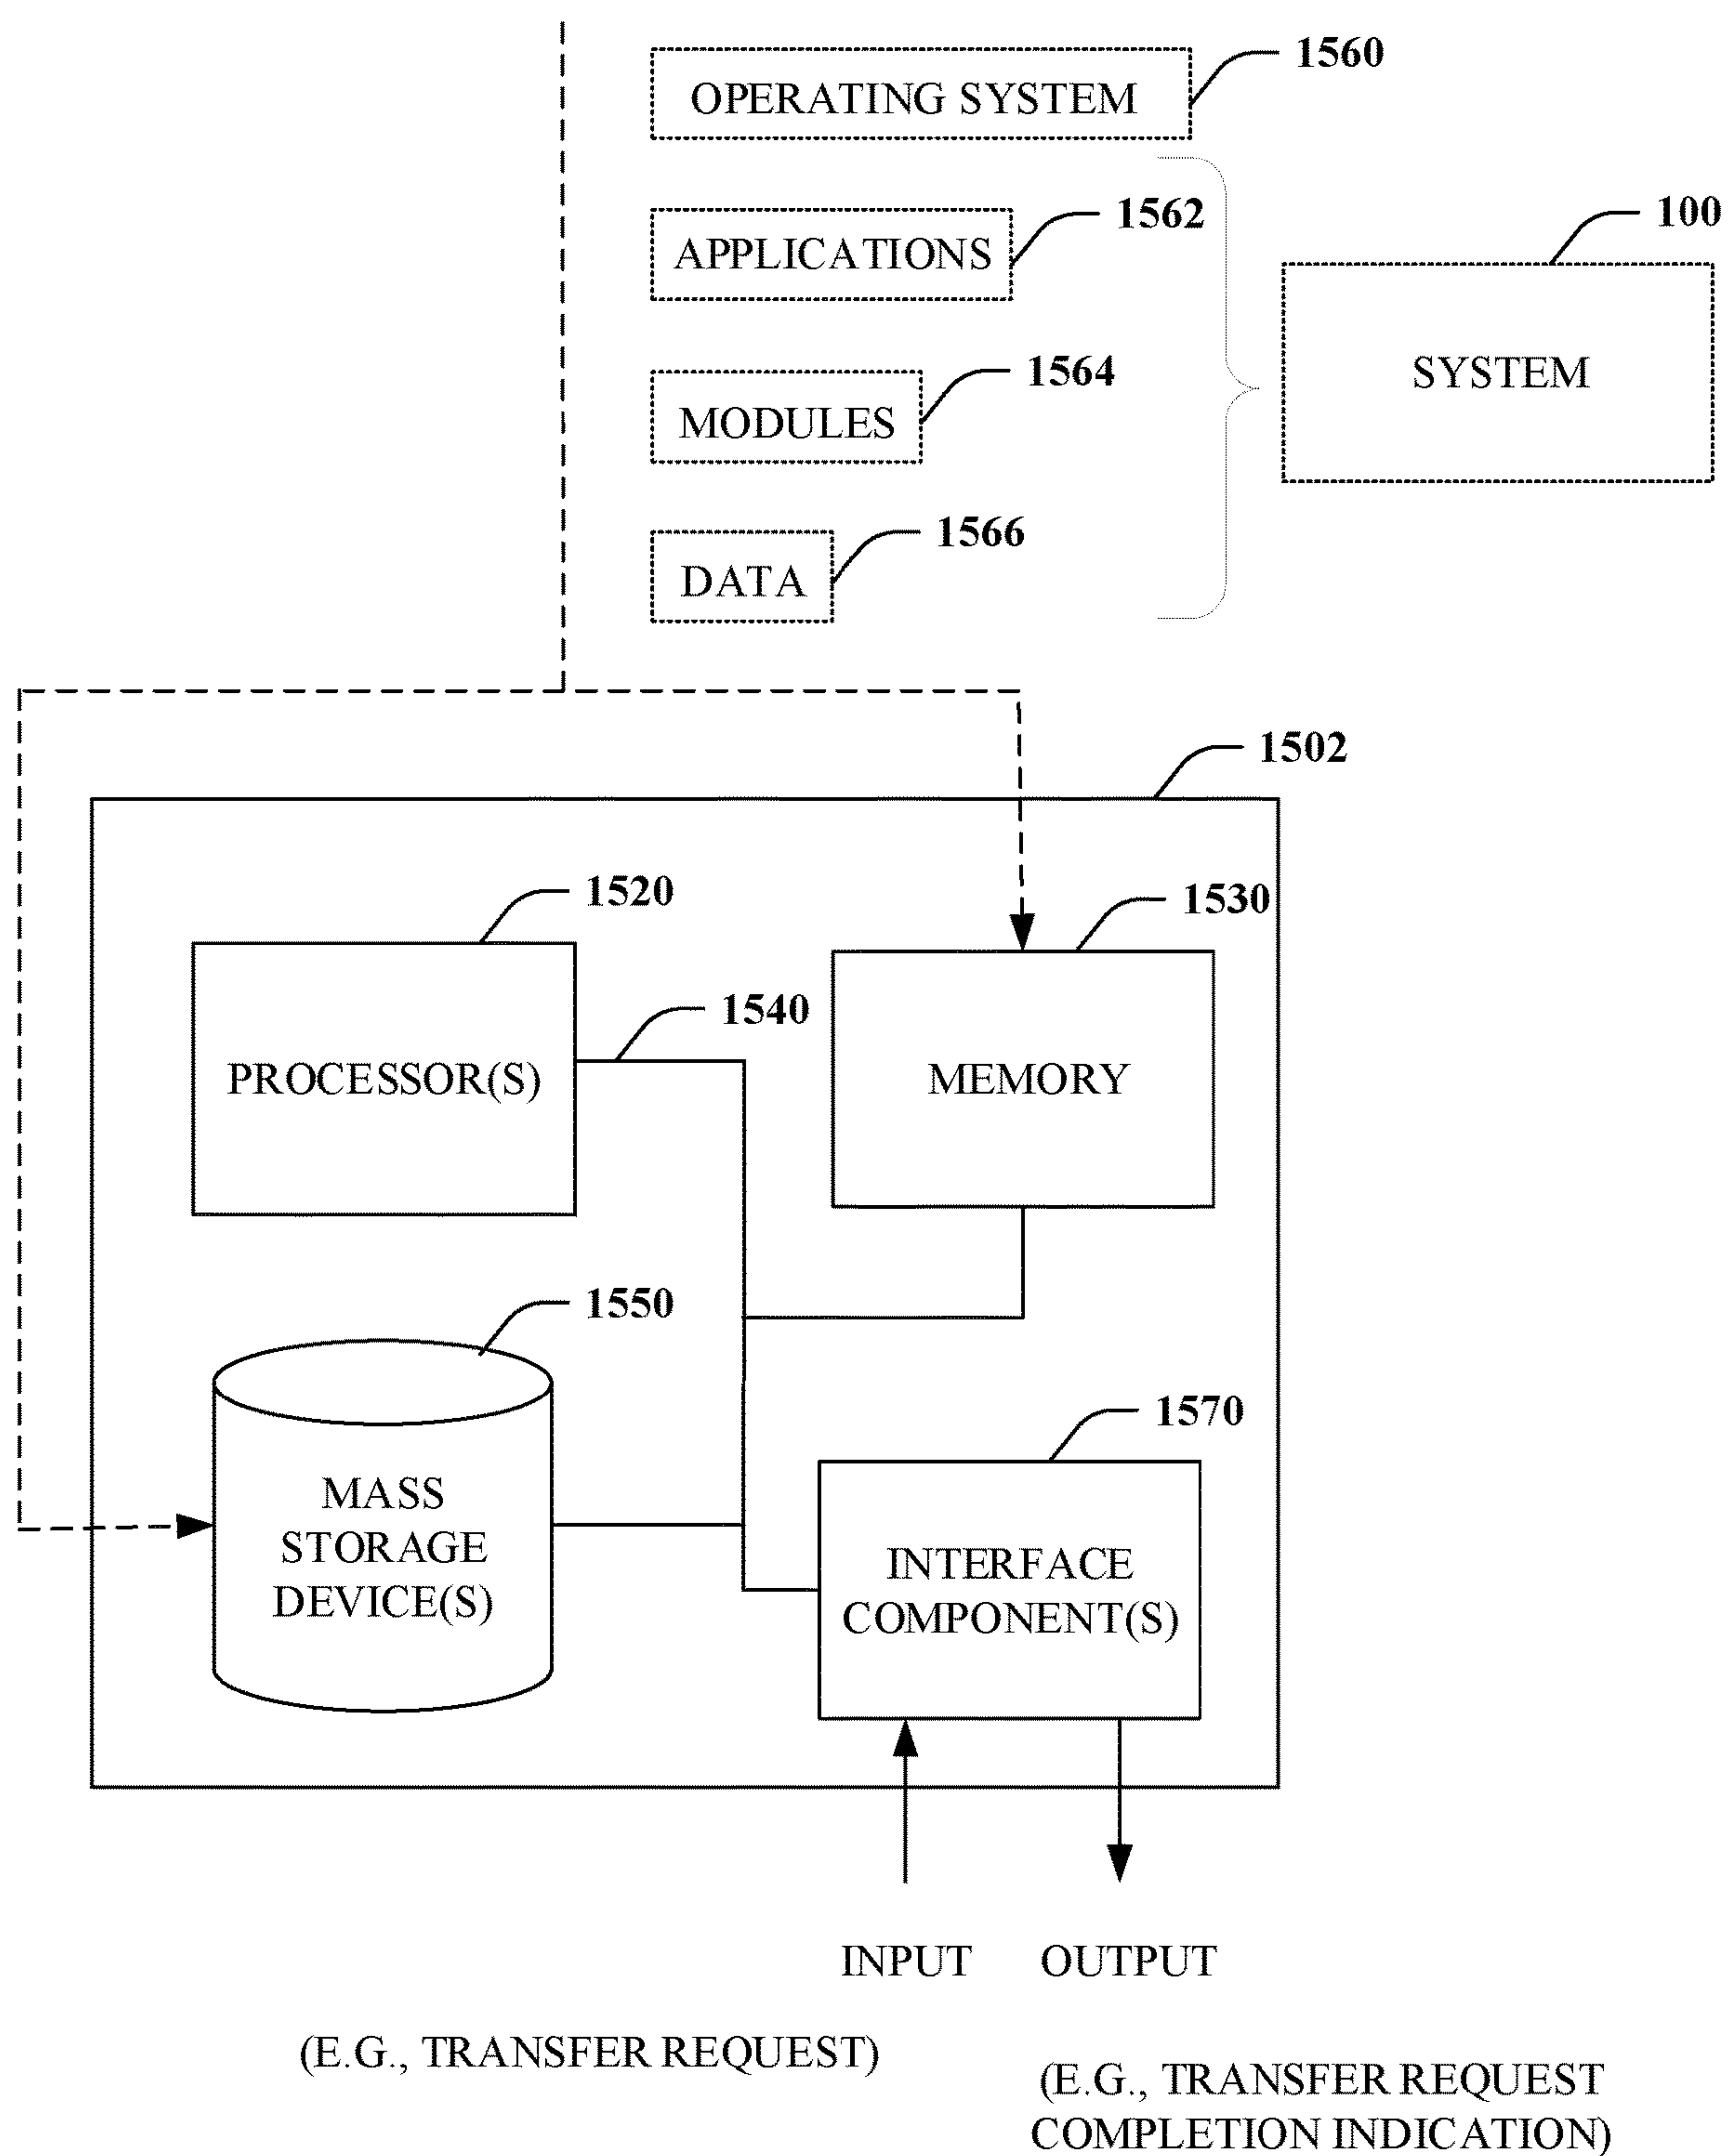 1560
OPERATING SYSTEM
1562
APPLICATIONS
100
SYSTEM
1564
MODULES
1566
DATA
1502
1520
PROCESSOR(S)
1530
MEMORY
1540
1550
MASS
STORAGE
DEVICE(S)
1570
INTERFACE
COMPONENT(S)
INPUT
OUTPUT
(E.G., TRANSFER REQUEST)
(E.G., TRANSFER REQUEST
COMPLETION INDICATION)